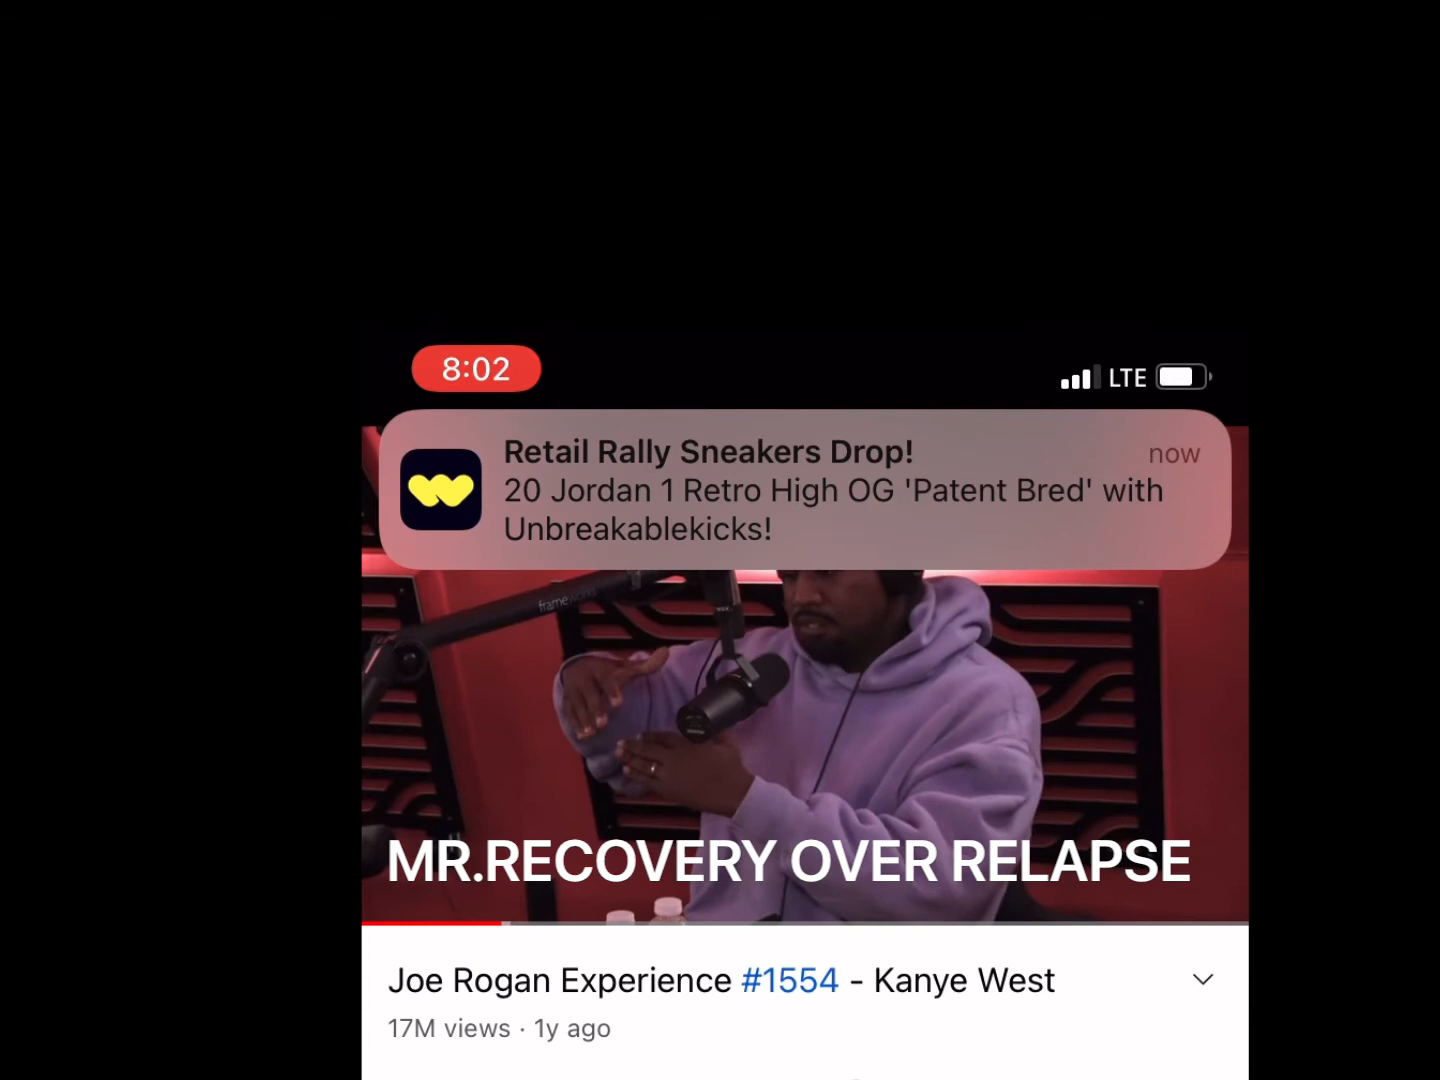 8:02
LTE
Retail Rally Sneakers Drop!
now
20 Jordan 1 Retro High OG 'Patent Bred' with
Unbreakablekicks!
frameworks
MR.RECOVERY OVER RELAPSE
Joe Rogan Experience #1554 - Kanye West
17M views · 1y ago